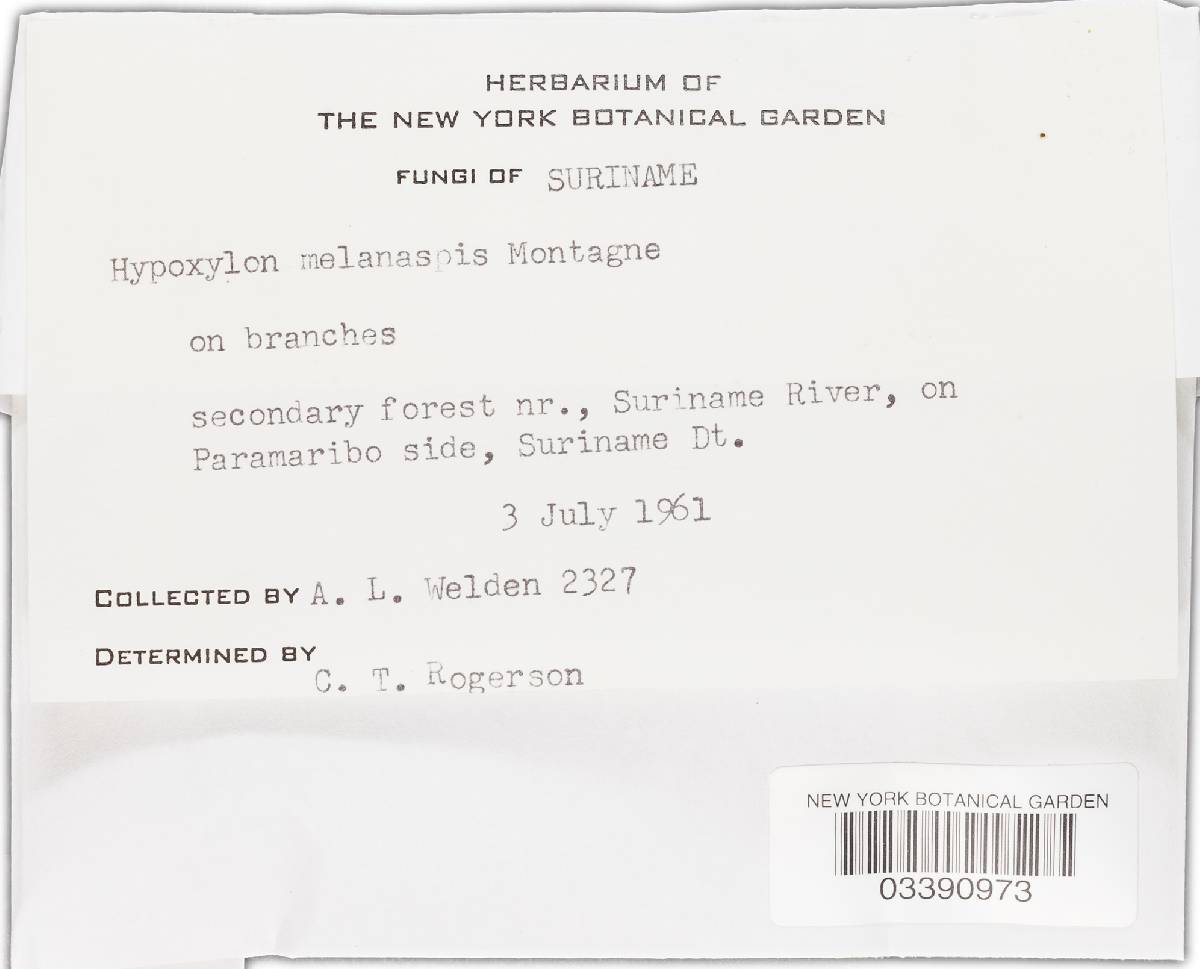 HERBARIUM OF
THE NEW YORK BOTANICAL GARDEN
FUNGI OF SURINAME
Hypoxylon melanaspis Montagne
on branches
secondary forest nr., Suriname River, on
Paramaribo side, Suriname Dt.
3 July 1961
COLLECTED BY A. L. Welden 2327
DETERMINED BY
C. T. Rogerson
NEW YORK BOTANICAL GARDEN
03390973